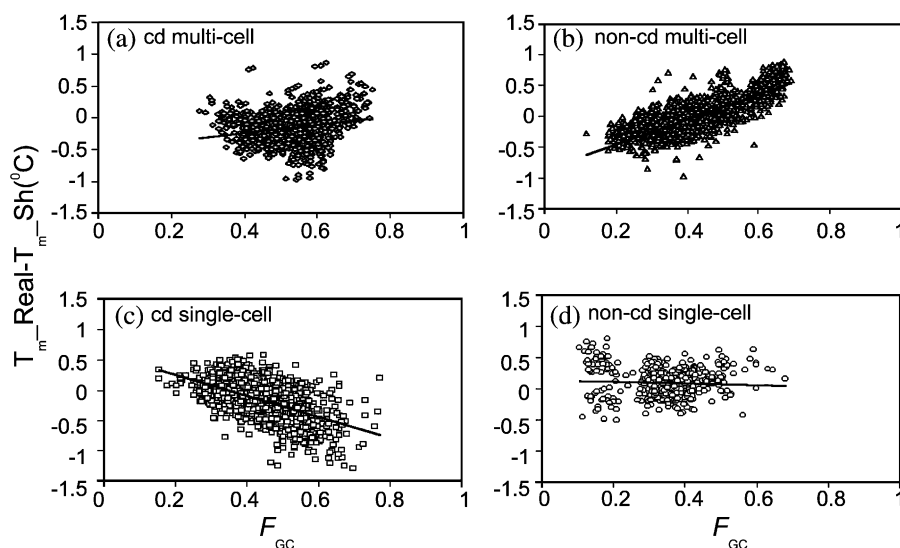 T_m_Real-T_m_Sh(⁰C)
(a) cd multi-cell
1.5
1
0.5
0
-0.5
-1
-1.5
0 0.2 0.4 0.6 0.8 1
(b) non-cd multi-cell
1.5
1
0.5
0
-0.5
-1
-1.5
0 0.2 0.4 0.6 0.8 1
(c) cd single-cell
1.5
1
0.5
0
-0.5
-1
-1.5
0 0.2 0.4 0.6 0.8 1
F_GC
(d) non-cd single-cell
1.5
1
0.5
0
-0.5
-1
-1.5
0 0.2 0.4 0.6 0.8 1
F_GC